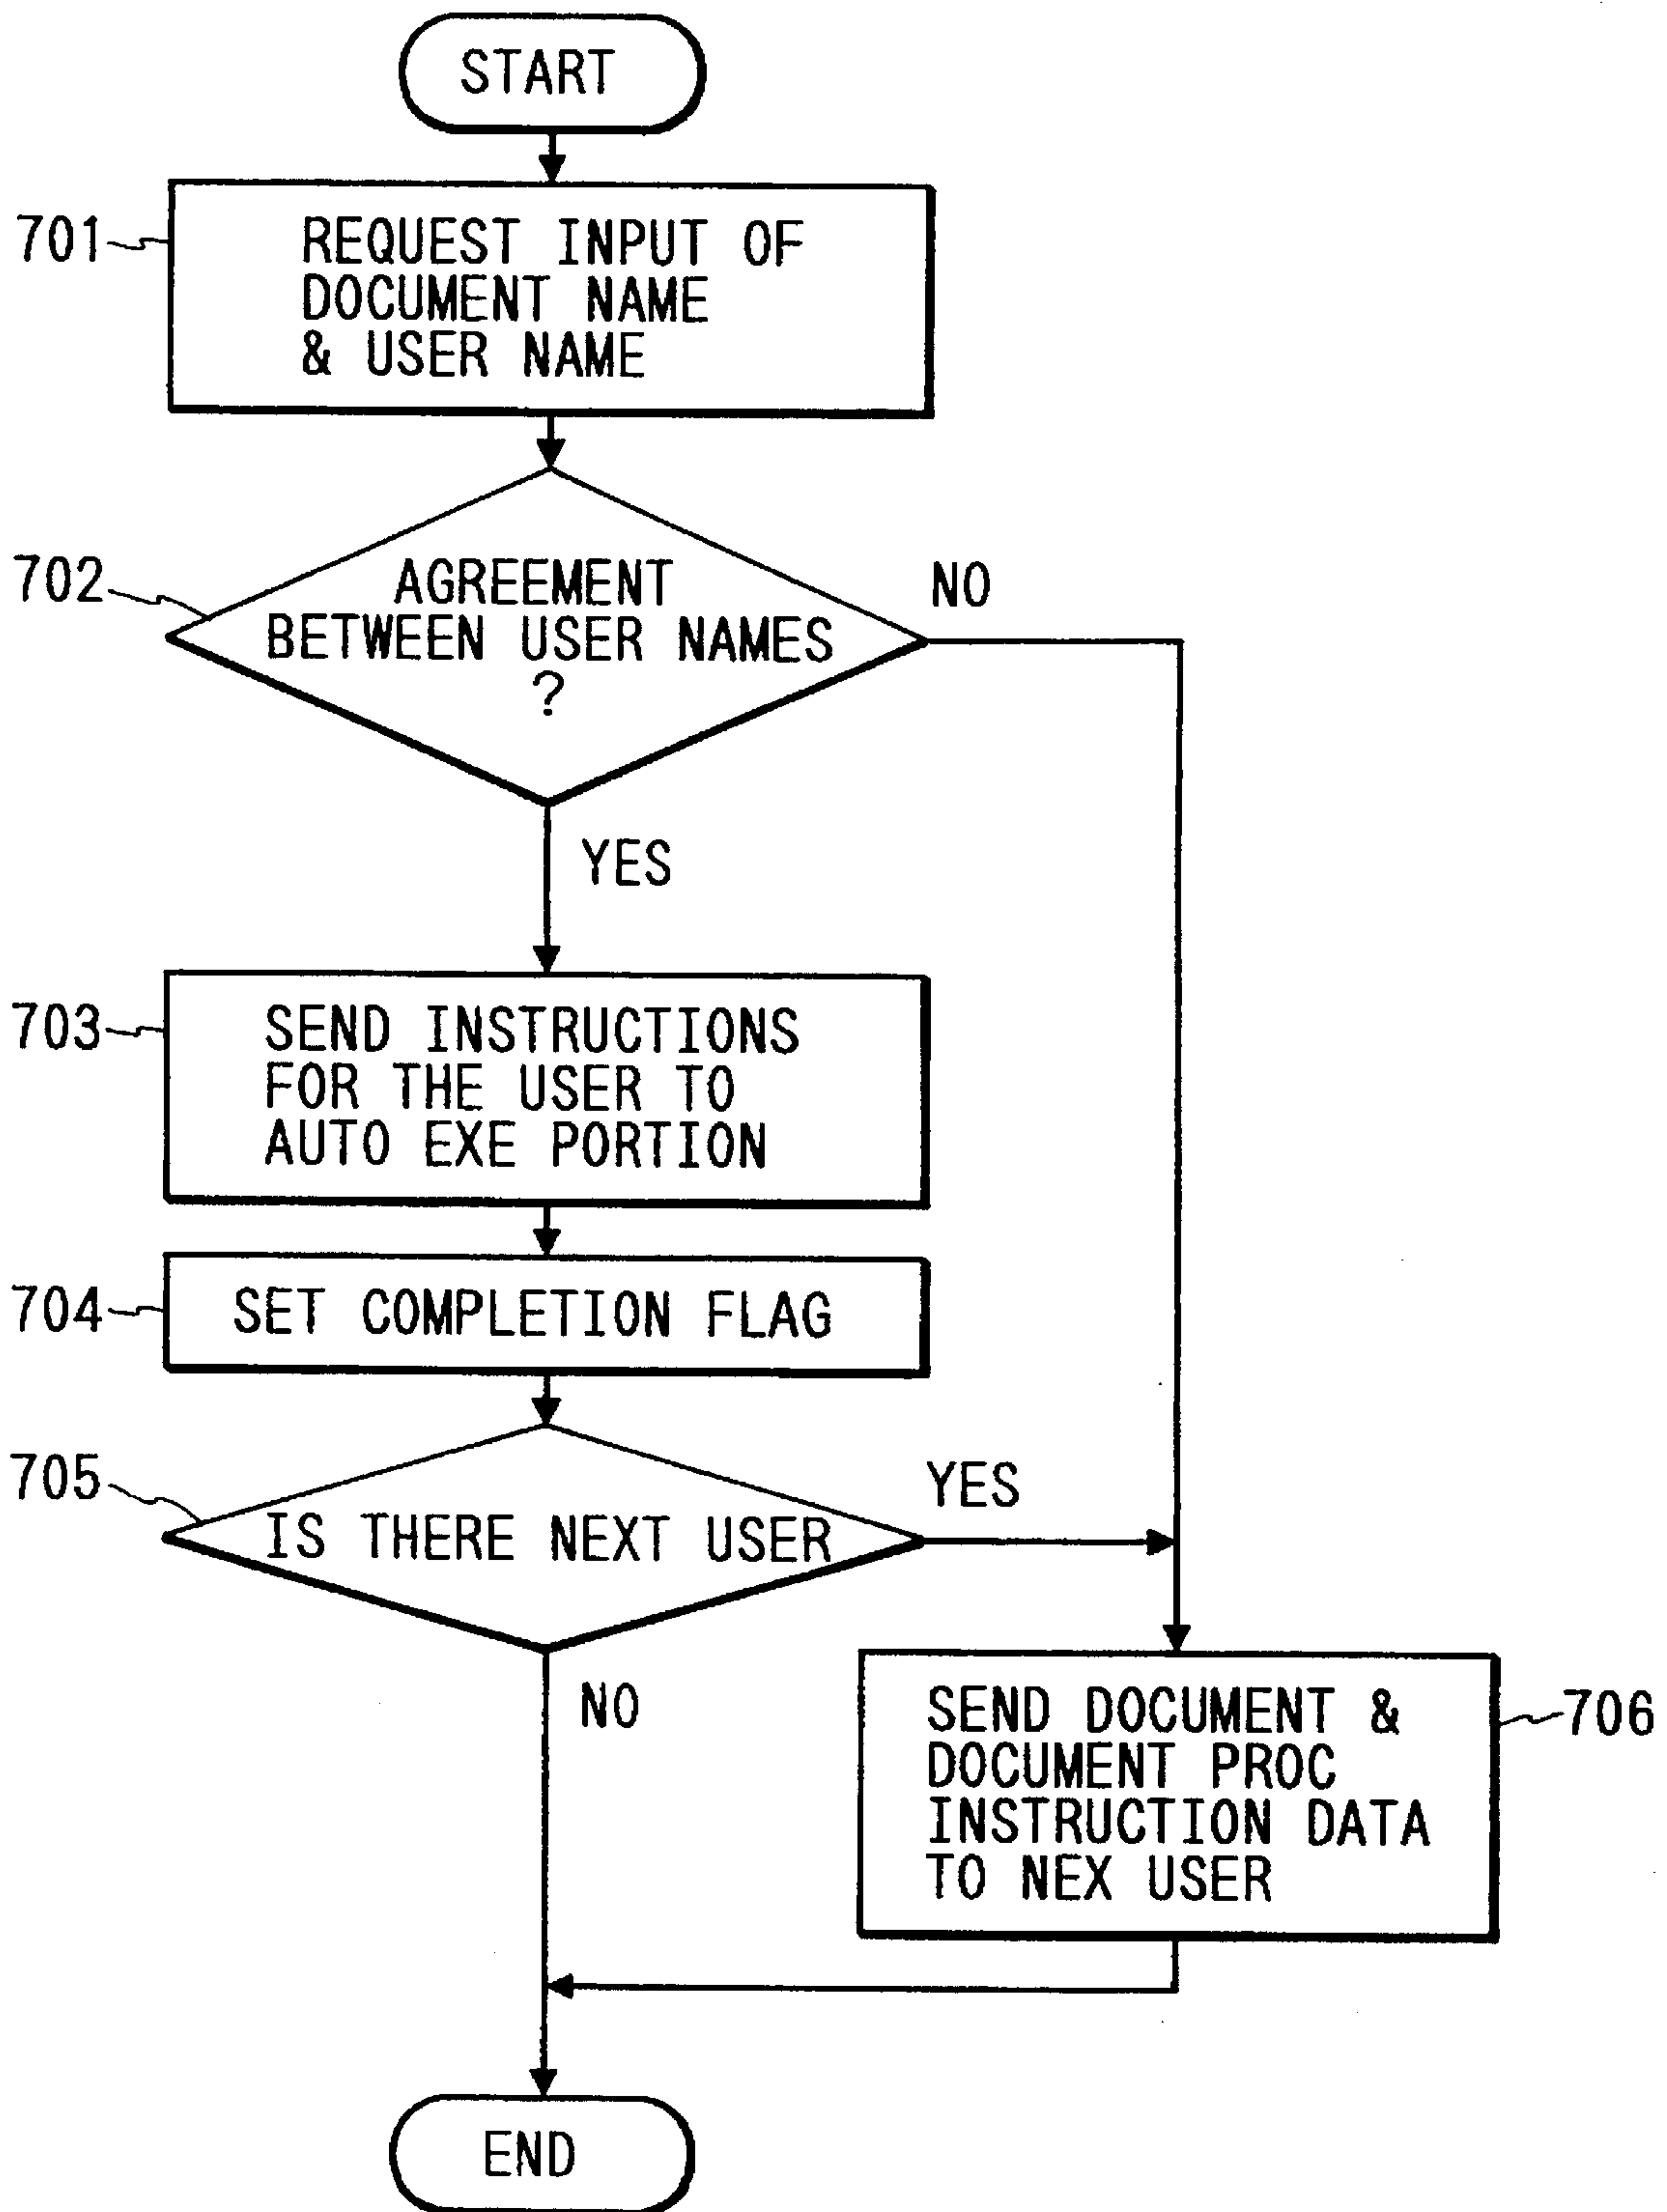 START
701
REQUEST INPUT OF
DOCUMENT NAME
& USER NAME
702
AGREEMENT
BETWEEN USER NAMES
?
NO
YES
703
SEND INSTRUCTIONS
FOR THE USER TO
AUTO EXE PORTION
704
SET COMPLETION FLAG
705
IS THERE NEXT USER
YES
NO
SEND DOCUMENT &
DOCUMENT PROC
INSTRUCTION DATA
TO NEX USER
706
END